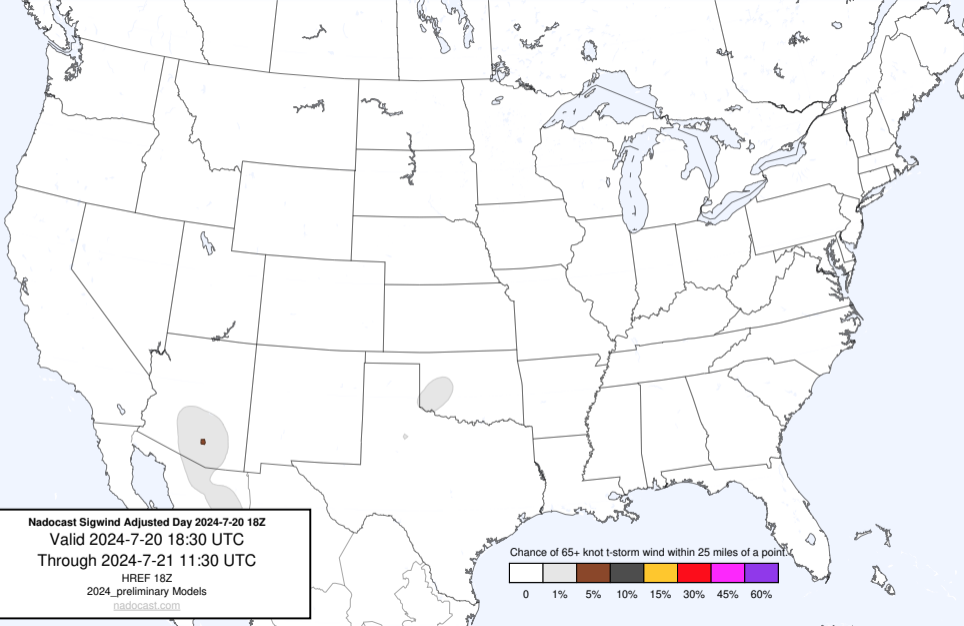 Nadocast Sigwind Adjusted Day 2024-7-20 18Z
Valid 2024-7-20 18:30 UTC
Through 2024-7-21 11:30 UTC
HREF 18Z
2024_preliminary Models
nadocast.com
Chance of 65+ knot t-storm wind within 25 miles of a point.
0 1% 5% 10% 15% 30% 45% 60%